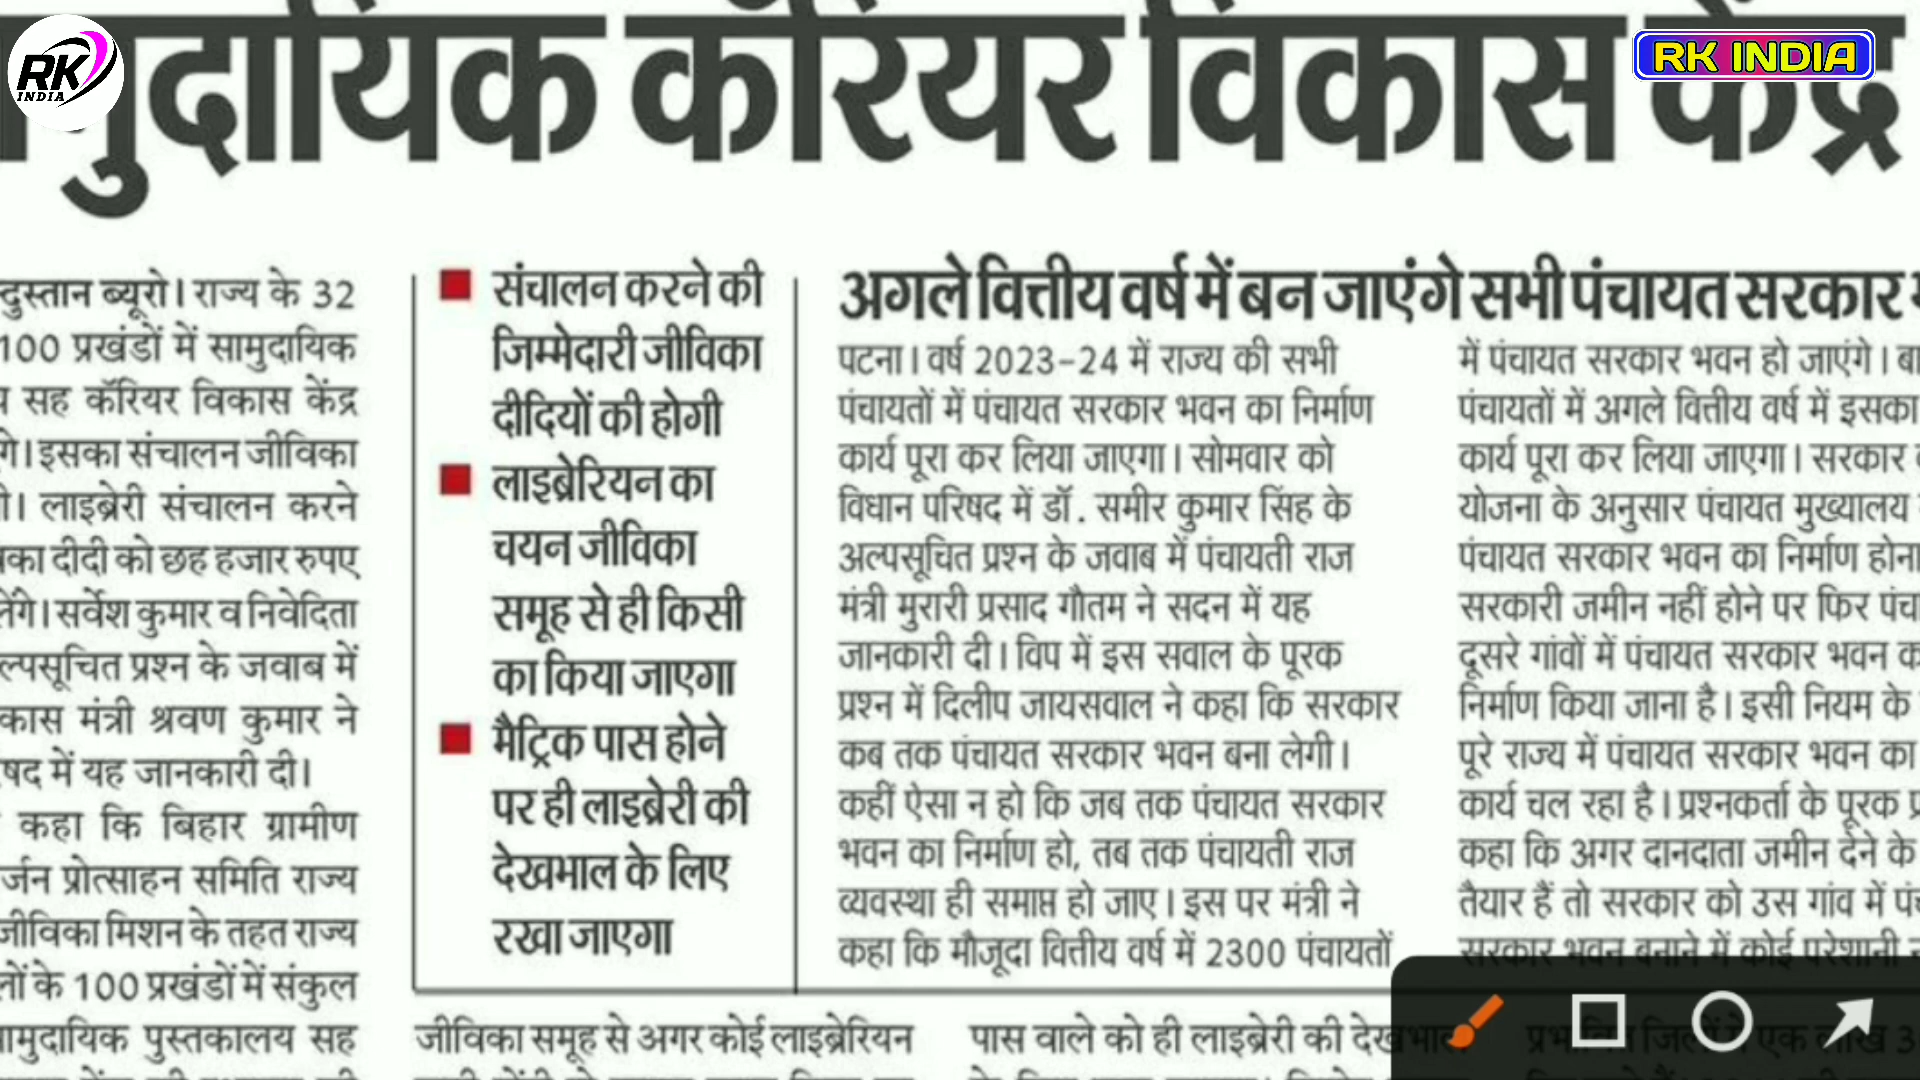 RK INDIA
RK INDIA
सामुदायिक कॅरियर विकास केंद्र
राज्य के 32
100 प्रखंडों में सामुदायिक
सह कॅरियर विकास केंद्र
इसका संचालन जीविका
लाइब्रेरी संचालन करने
दीदी को छह हजार रुपए
सर्वेश कुमार व निवेदिता
प्रश्न के जवाब में
मंत्री श्रवण कुमार ने
में यह जानकारी दी।
कहा कि बिहार ग्रामीण
प्रोत्साहन समिति राज्य
जीविका मिशन के तहत राज्य
के 100 प्रखंडों में संकुल
पुस्तकालय सह
संचालन करने की
जिम्मेदारी जीविका
दीदियों की होगी
लाइब्रेरियन का
चयन जीविका
समूह से ही किसी
का किया जाएगा
मैट्रिक पास होने
पर ही लाइब्रेरी की
देखभाल के लिए
रखा जाएगा
अगले वित्तीय वर्ष में बन जाएंगे सभी पंचायत सरकार
पटना। वर्ष 2023-24 में राज्य की सभी
पंचायतों में पंचायत सरकार भवन का निर्माण
कार्य पूरा कर लिया जाएगा। सोमवार को
विधान परिषद में डॉ. समीर कुमार सिंह के
अल्पसूचित प्रश्न के जवाब में पंचायती राज
मंत्री मुरारी प्रसाद गौतम ने सदन में यह
जानकारी दी। विप में इस सवाल के पूरक
प्रश्न में दिलीप जायसवाल ने कहा कि सरकार
कब तक पंचायत सरकार भवन बना लेगी।
कहीं ऐसा न हो कि जब तक पंचायत सरकार
भवन का निर्माण हो, तब तक पंचायती राज
व्यवस्था ही समाप्त हो जाए। इस पर मंत्री ने
कहा कि मौजूदा वित्तीय वर्ष में 2300 पंचायतों
में पंचायत सरकार भवन हो जाएंगे।
पंचायतों में अगले वित्तीय वर्ष में इसका
कार्य पूरा कर लिया जाएगा। सरकार
योजना के अनुसार पंचायत मुख्यालय
पंचायत सरकार भवन का निर्माण होना
सरकारी जमीन नहीं होने पर फिर
दूसरे गांवों में पंचायत सरकार भवन
निर्माण किया जाना है। इसी नियम के
पूरे राज्य में पंचायत सरकार भवन का
कार्य चल रहा है। प्रश्नकर्ता के पूरक
कहा कि अगर दानदाता जमीन देने के
तैयार हैं तो सरकार को उस गांव में
सरकार भवन बनाने में कोई परेशानी
जीविका समूह से अगर कोई लाइब्रेरियन
पास वाले को ही लाइब्रेरी की देखभाल